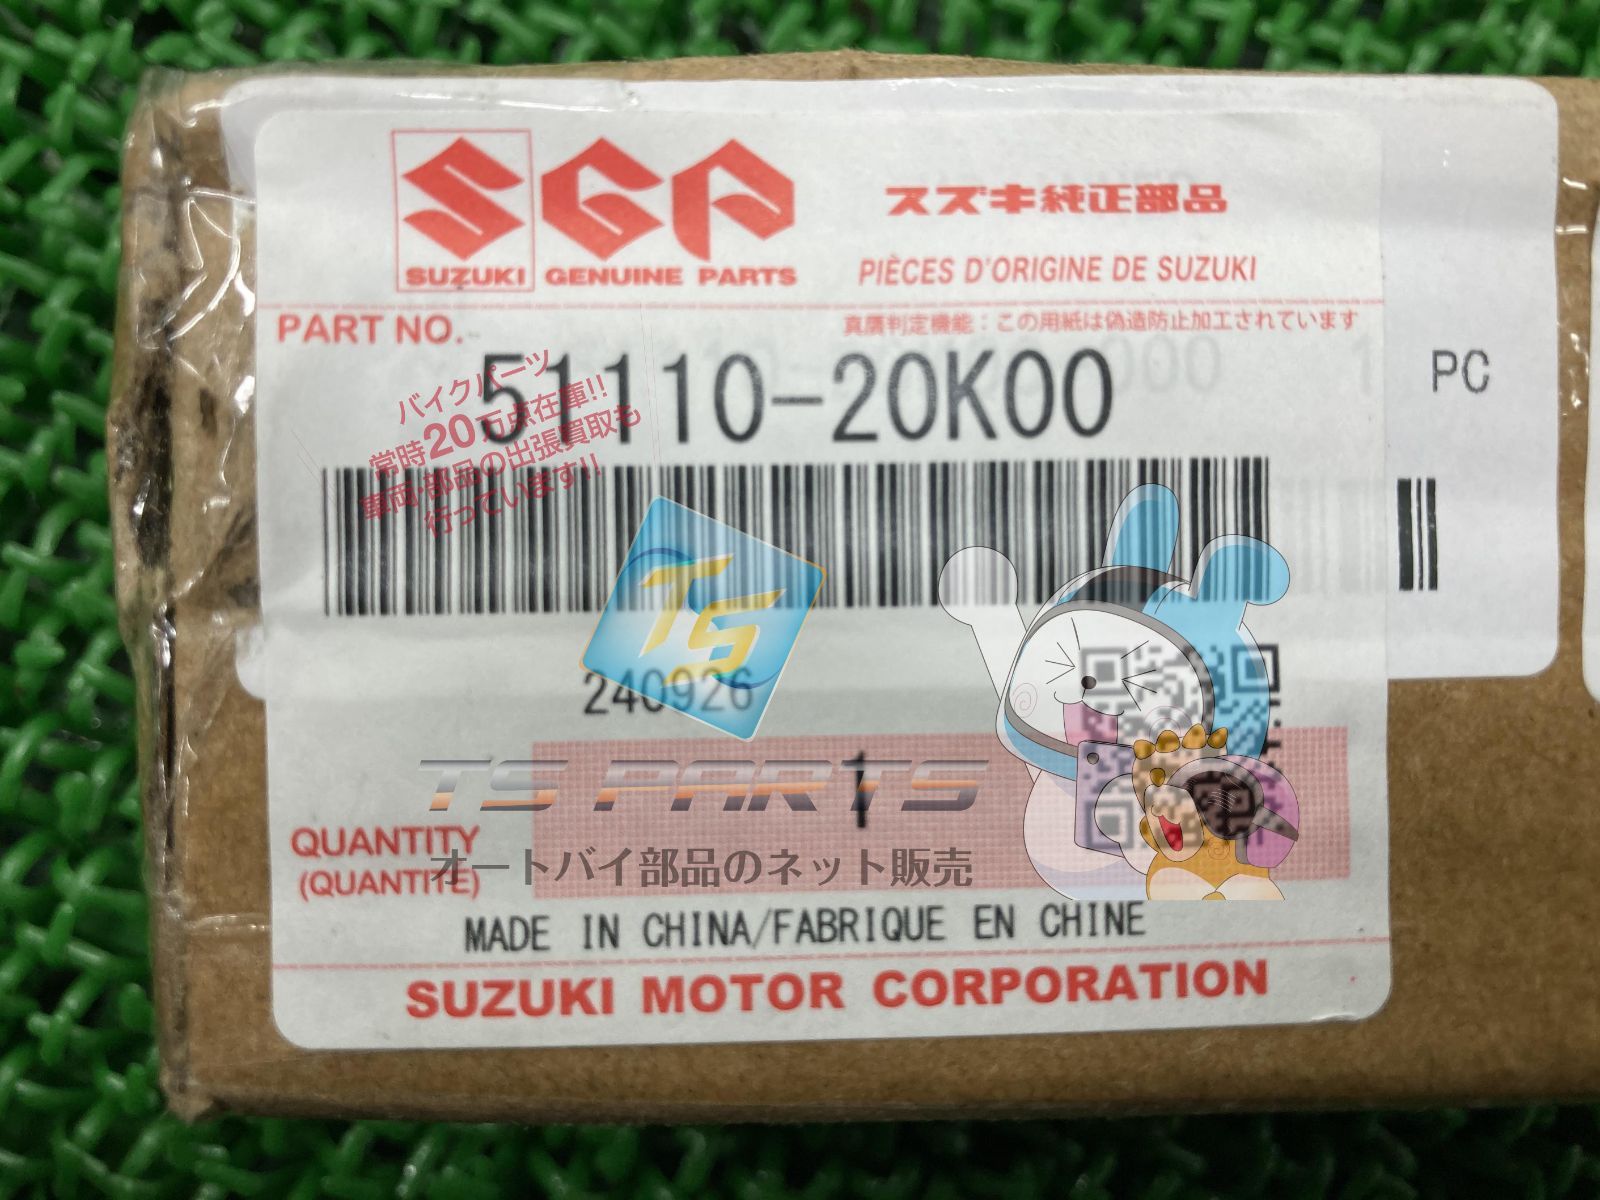 SUZUKI GENUINE PARTS
スズキ純正部品
PIÈCES D'ORIGINE DE SUZUKI
PART NO.
真贋判定機能：この用紙は偽造防止加工されています
51110-20K00
000 1
PC
バイクパーツ
常時20万点在庫!!
車両・部品の出張買取も
行っています!!
TS
240926
TS PARTS
1
QUANTITY
(QUANTITÉ)
オートバイ部品のネット販売
MADE IN CHINA/FABRIQUE EN CHINE
SUZUKI MOTOR CORPORATION